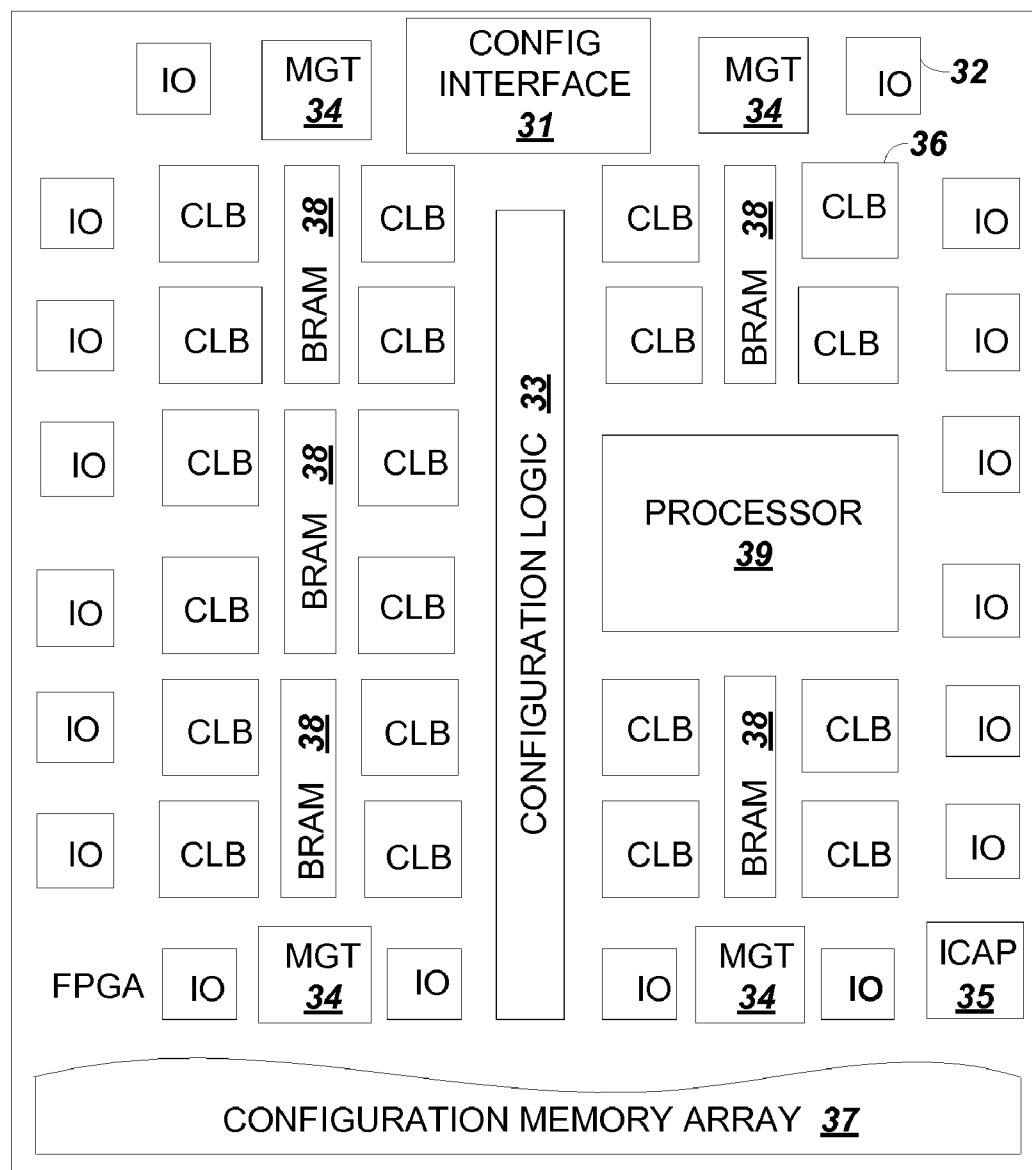 CONFIG
INTERFACE
31
IO
MGT
34
MGT
34
IO
32
36
IO
CLB
BRAM 38
CLB
CLB
BRAM 38
CLB
IO
IO
CLB
CLB
CLB
CLB
IO
IO
CLB
BRAM 38
CLB
CONFIGURATION LOGIC 33
PROCESSOR
39
IO
IO
CLB
CLB
IO
IO
CLB
BRAM 38
CLB
CLB
BRAM 38
CLB
IO
IO
CLB
CLB
CLB
CLB
IO
FPGA
IO
MGT
34
IO
IO
MGT
34
IO
ICAP
35
CONFIGURATION MEMORY ARRAY 37